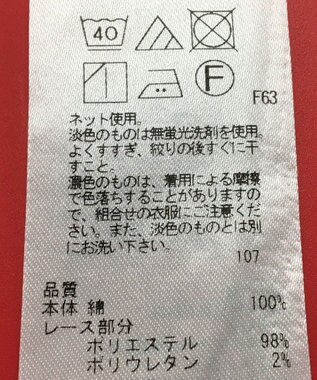 40
F
F63
ネット使用。
淡色のものは無蛍光洗剤を使用。
よくすすぎ、絞りの後すぐに干
すこと。
濃色のものは、着用による摩擦
で色落ちすることがありますの
で、組合せの衣服にご注意くだ
さい。また、淡色のものとは別
にお洗い下さい。
107
品質
本体 綿 100%
レース部分
ポリエステル 98%
ポリウレタン 2%